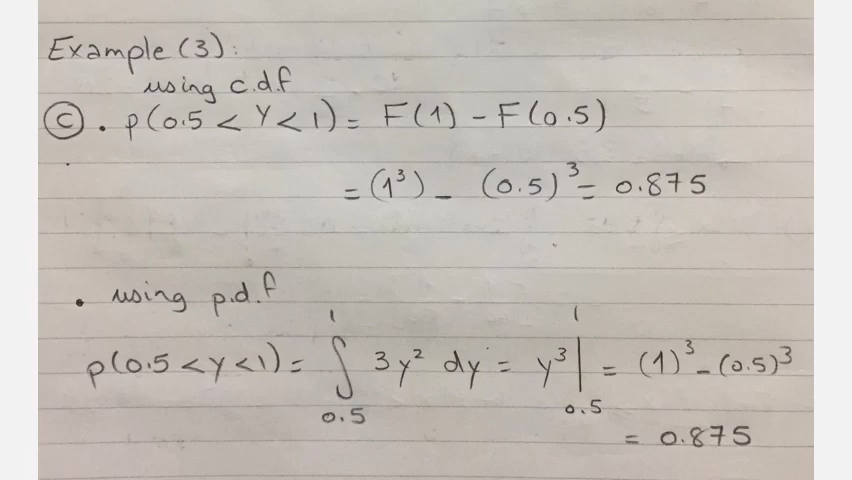 Example (3):
using c.d.f
ⓒ . p(0.5 < Y < 1) = F(1) - F(0.5)
= (1³) - (0.5)³ = 0.875
• using p.d.f
p(0.5 < y < 1) = ∫_{0.5}^{1} 3y² dy = y³ |_{0.5}^{1} = (1)³ - (0.5)³
= 0.875